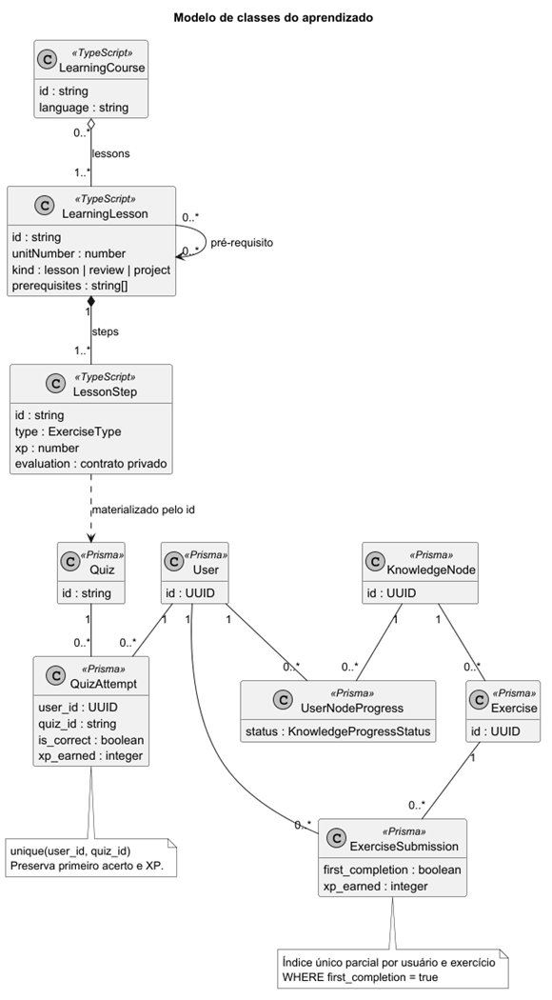 Modelo de classes do aprendizado
C
«TypeScript»
LearningCourse
id : string
language : string
0..*
lessons
1..*
C
«TypeScript»
LearningLesson
id : string
unitNumber : number
kind : lesson | review | project
prerequisites : string[]
0..*
pré-requisito
0..*
1
steps
1..*
C
«TypeScript»
LessonStep
id : string
type : ExerciseType
xp : number
evaluation : contrato privado
materializado pelo id
C
«Prisma»
Quiz
id : string
C
«Prisma»
User
id : UUID
C
«Prisma»
KnowledgeNode
id : UUID
1
1
1
1
1
1
0..*
0..*
0..*
0..*
0..*
C
«Prisma»
QuizAttempt
user_id : UUID
quiz_id : string
is_correct : boolean
xp_earned : integer
C
«Prisma»
UserNodeProgress
status : KnowledgeProgressStatus
C
«Prisma»
Exercise
id : UUID
1
0..*
0..*
C
«Prisma»
ExerciseSubmission
first_completion : boolean
xp_earned : integer
unique(user_id, quiz_id)
Preserva primeiro acerto e XP.
Índice único parcial por usuário e exercício
WHERE first_completion = true